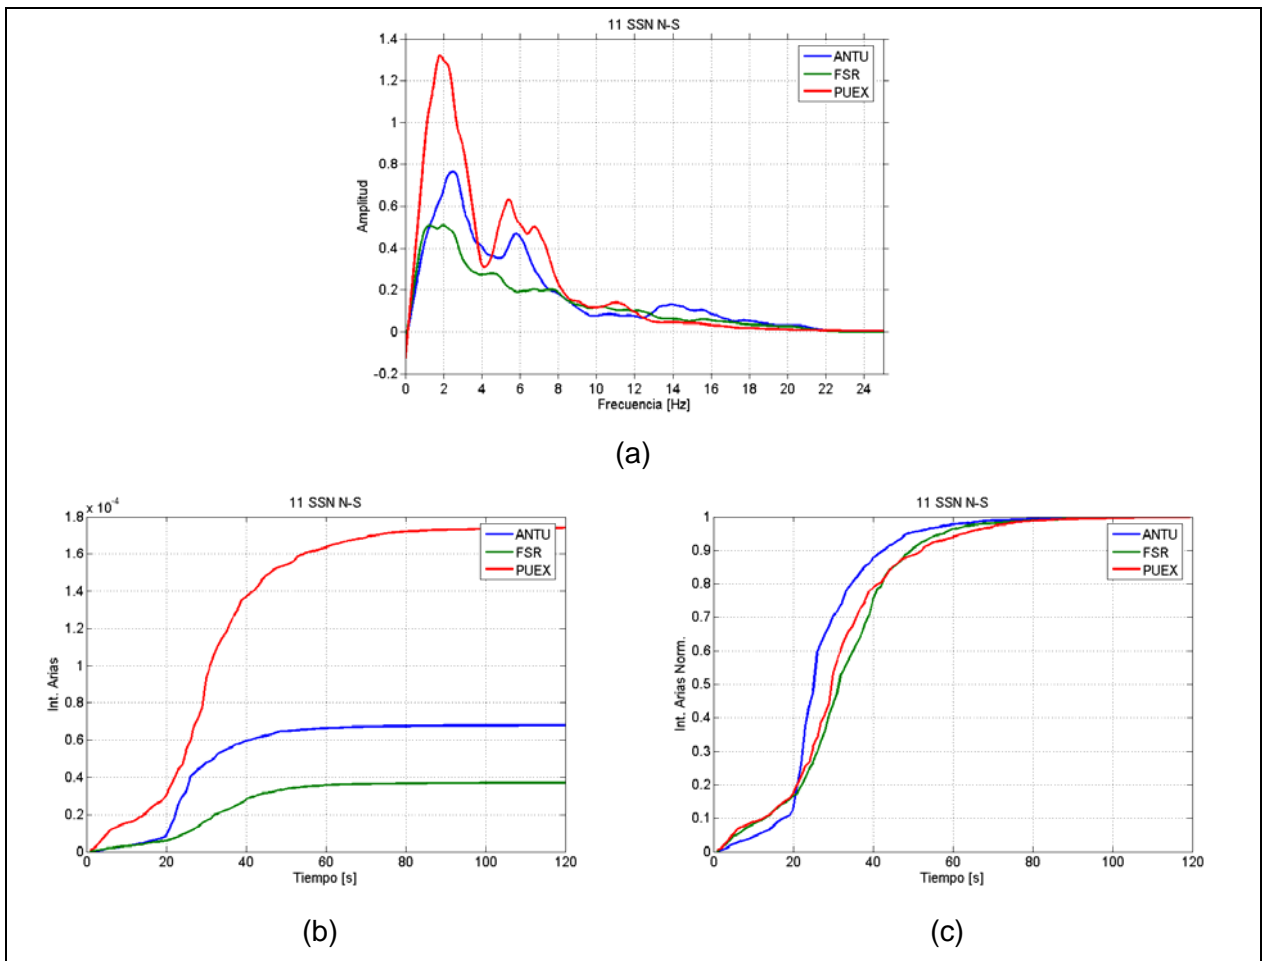 11 SSN N-S
1.4
1.2
1
0.8
0.6
0.4
0.2
0
-0.2
Amplitud
ANTU
FSR
PUEX
0 2 4 6 8 10 12 14 16 18 20 22 24
Frecuencia [Hz]
(a)
11 SSN N-S
x 10-4
1.8
1.6
1.4
1.2
1
0.8
0.6
0.4
0.2
0
Int. Arias
ANTU
FSR
PUEX
0 20 40 60 80 100 120
Tiempo [s]
(b)
11 SSN N-S
1
0.9
0.8
0.7
0.6
0.5
0.4
0.3
0.2
0.1
0
Int. Arias Norm.
ANTU
FSR
PUEX
0 20 40 60 80 100 120
Tiempo [s]
(c)